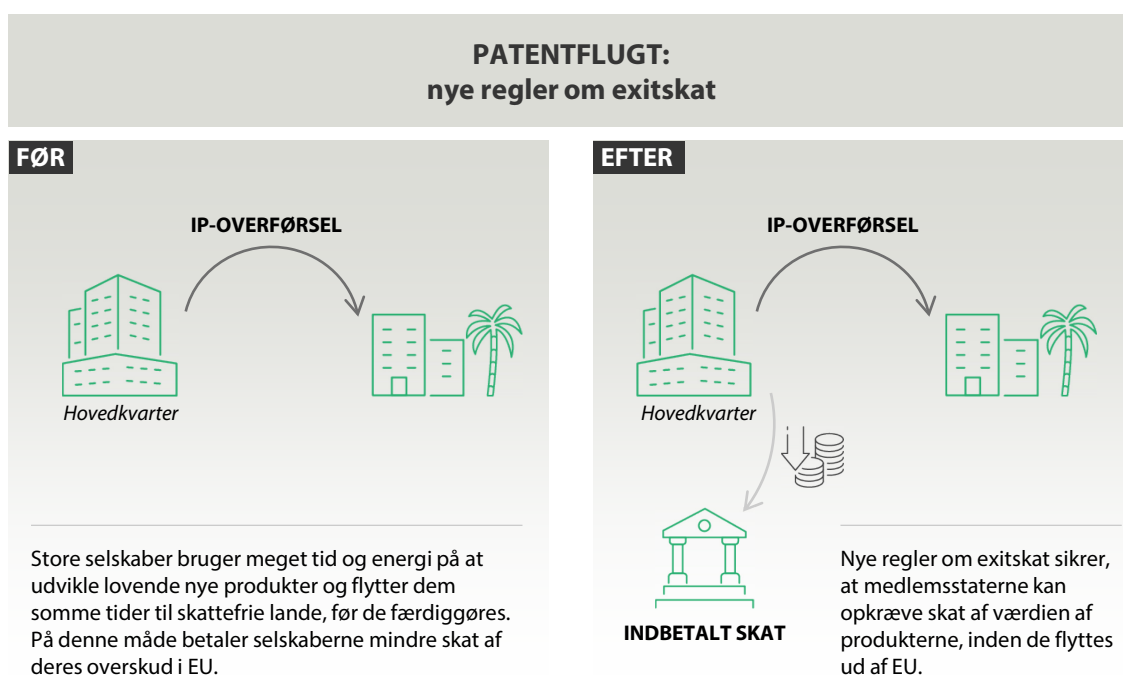 PATENTFLUGT:
nye regler om exitskat
FØR
IP-OVERFØRSEL
Hovedkvarter
Store selskaber bruger meget tid og energi på at
udvikle lovende nye produkter og flytter dem
somme tider til skattefrie lande, før de færdiggøres.
På denne måde betaler selskaberne mindre skat af
deres overskud i EU.
EFTER
IP-OVERFØRSEL
Hovedkvarter
INDBETALT SKAT
Nye regler om exitskat sikrer,
at medlemsstaterne kan
opkræve skat af værdien af
produkterne, inden de flyttes
ud af EU.